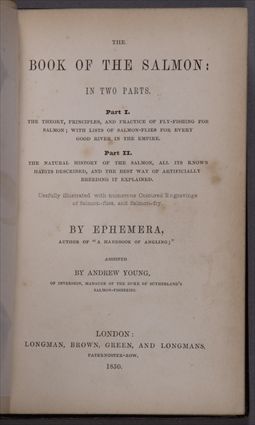 THE
BOOK OF THE SALMON:
IN TWO PARTS.
Part I.
THE THEORY, PRINCIPLES, AND PRACTICE OF FLY-FISHING FOR
SALMON; WITH LISTS OF SALMON-FLIES FOR EVERY
GOOD RIVER IN THE EMPIRE.
Part II.
THE NATURAL HISTORY OF THE SALMON, ALL ITS KNOWN
HABITS DESCRIBED, AND THE BEST WAY OF ARTIFICIALLY
BREEDING IT EXPLAINED.
Usefully illustrated with numerous Coloured Engravings
of Salmon-flies, and Salmon-fry.
BY EPHEMERA,
AUTHOR OF "A HANDBOOK OF ANGLING;"
ASSISTED
BY ANDREW YOUNG,
OF INVERSHIN, MANAGER OF THE DUKE OF SUTHERLAND'S
SALMON-FISHERIES.
LONDON:
LONGMAN, BROWN, GREEN, AND LONGMANS,
PATERNOSTER-ROW.
1850.